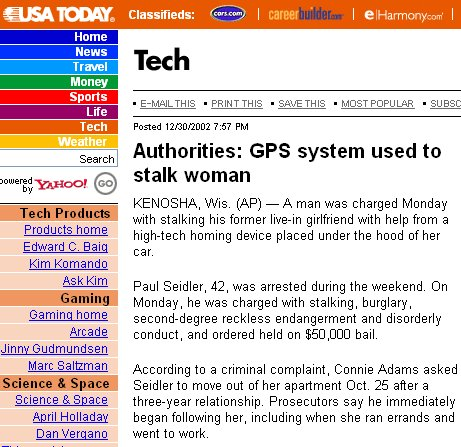 USA TODAY.
Classifieds:
cars.com
careerbuilder.com
eHarmony.com
Home
News
Travel
Money
Sports
Life
Tech
Weather
Search
powered by YAHOO! GO
Tech Products
Products home
Edward C. Baig
Kim Komando
Ask Kim
Gaming
Gaming home
Arcade
Jinny Gudmundsen
Marc Saltzman
Science & Space
Science & Space
April Holladay
Dan Vergano
Tech
E-MAIL THIS • PRINT THIS • SAVE THIS • MOST POPULAR • SUBSC
Posted 12/30/2002 7:57 PM
Authorities: GPS system used to
stalk woman
KENOSHA, Wis. (AP) — A man was charged Monday
with stalking his former live-in girlfriend with help from a
high-tech homing device placed under the hood of her
car.
Paul Seidler, 42, was arrested during the weekend. On
Monday, he was charged with stalking, burglary,
second-degree reckless endangerment and disorderly
conduct, and ordered held on $50,000 bail.
According to a criminal complaint, Connie Adams asked
Seidler to move out of her apartment Oct. 25 after a
three-year relationship. Prosecutors say he immediately
began following her, including when she ran errands and
went to work.